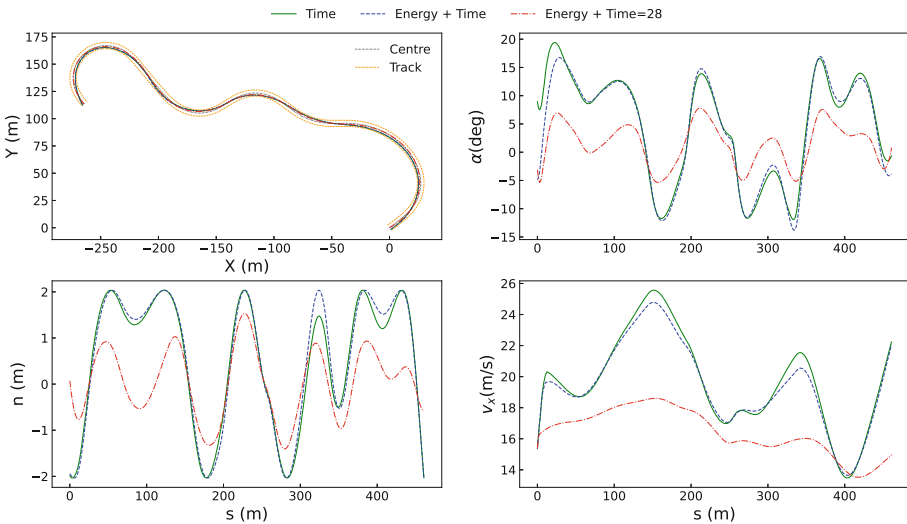 Time Energy + Time Energy + Time=28
175
150
125
100
75
50
25
0
Y (m)
Centre
Track
−250 −200 −150 −100 −50 0
X (m)
20
15
10
5
0
−5
−10
−15
α(deg)
0 100 200 300 400
2
1
0
−1
−2
n (m)
0 100 200 300 400
s (m)
26
24
22
20
18
16
14
vₓ(m/s)
0 100 200 300 400
s (m)